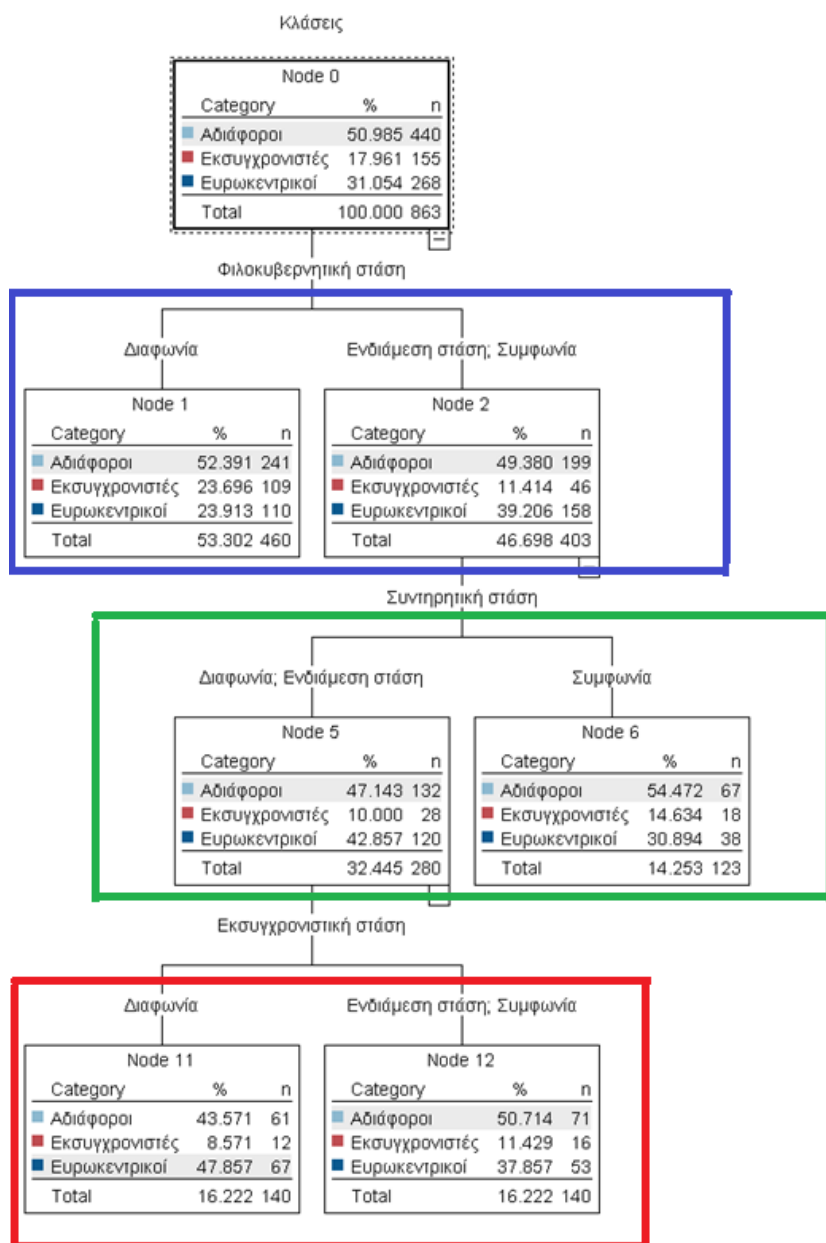 Κλάσεις
Node 0
Category % n
Αδιάφοροι 50.985 440
Εκσυγχρονιστές 17.961 155
Ευρωκεντρικοί 31.054 268
Total 100.000 863
Φιλοκυβερνητική στάση
Διαφωνία
Ενδιάμεση στάση; Συμφωνία
Node 1
Category % n
Αδιάφοροι 52.391 241
Εκσυγχρονιστές 23.696 109
Ευρωκεντρικοί 23.913 110
Total 53.302 460
Node 2
Category % n
Αδιάφοροι 49.380 199
Εκσυγχρονιστές 11.414 46
Ευρωκεντρικοί 39.206 158
Total 46.698 403
Συντηρητική στάση
Διαφωνία; Ενδιάμεση στάση
Συμφωνία
Node 5
Category % n
Αδιάφοροι 47.143 132
Εκσυγχρονιστές 10.000 28
Ευρωκεντρικοί 42.857 120
Total 32.445 280
Node 6
Category % n
Αδιάφοροι 54.472 67
Εκσυγχρονιστές 14.634 18
Ευρωκεντρικοί 30.894 38
Total 14.253 123
Εκσυγχρονιστική στάση
Διαφωνία
Ενδιάμεση στάση; Συμφωνία
Node 11
Category % n
Αδιάφοροι 43.571 61
Εκσυγχρονιστές 8.571 12
Ευρωκεντρικοί 47.857 67
Total 16.222 140
Node 12
Category % n
Αδιάφοροι 50.714 71
Εκσυγχρονιστές 11.429 16
Ευρωκεντρικοί 37.857 53
Total 16.222 140